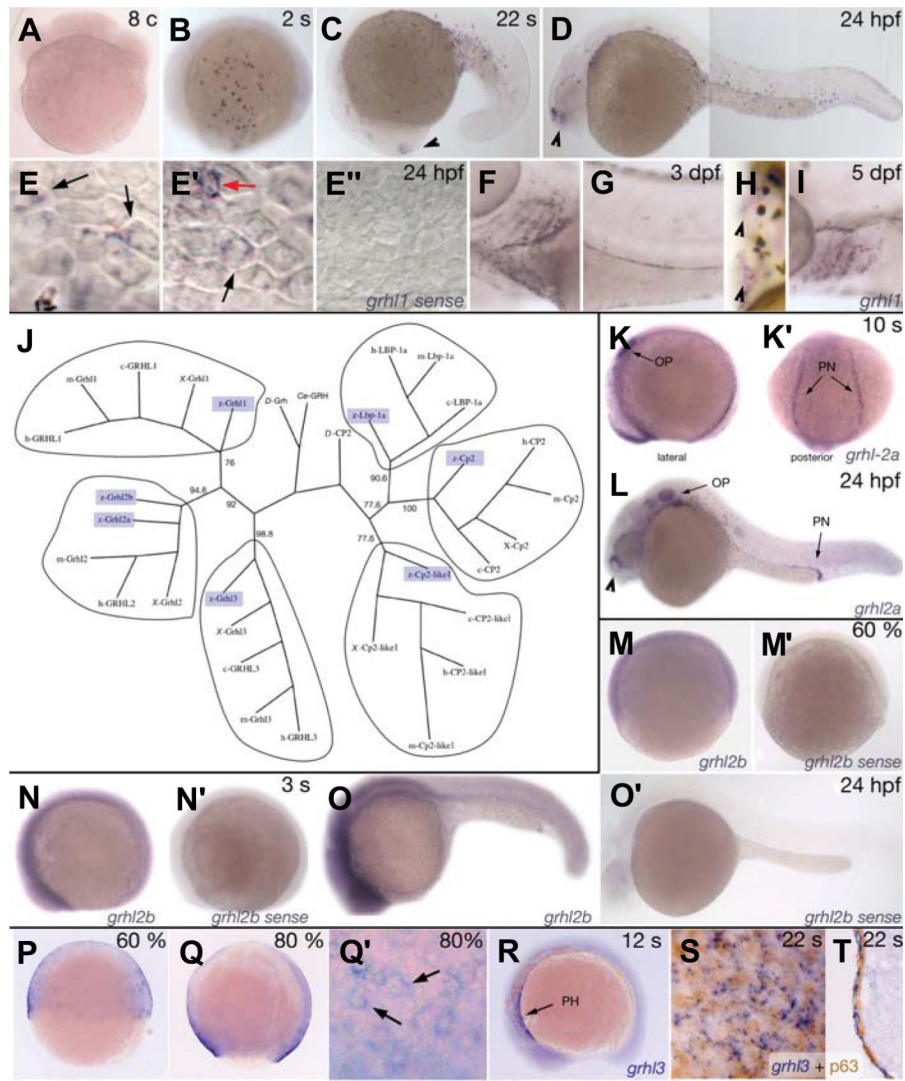 A 8 c B 2 s C 22 s D 24 hpf
E E' E'' 24 hpf F G 3 dpf H I 5 dpf
grhl1 sense grhl1
J
h-LBP-1a
m-Lbp-1a
c-GRHL1
m-Grhl1
X-Grhl1
D-Grh
Ce-GRH
z-Grhl1
z-Lbp-1a
c-LBP-1a
D-CP2
h-GRHL1
h-CP2
z-Cp2
76
90.6
94.8
z-Grhl2b
92
77.6
100
m-Cp2
z-Grhl2a
98.8
77.6
X-Cp2
m-Grhl2
c-CP2
h-GRHL2
X-Grhl2
z-Grhl3
z-Cp2-like1
X-Grhl3
c-CP2-like1
X-Cp2-like1
c-GRHL3
h-CP2-like1
m-Grhl3
h-GRHL3
m-Cp2-like1
K K' 10 s
OP PN
lateral posterior
grhl-2a
L 24 hpf
OP
PN
grhl2a
M M' 60 %
grhl2b grhl2b sense
N N' 3 s O O' 24 hpf
grhl2b grhl2b sense grhl2b grhl2b sense
P 60 % Q 80 % Q' 80% R 12 s S 22 s T 22 s
PH
grhl3 grhl3 + p63